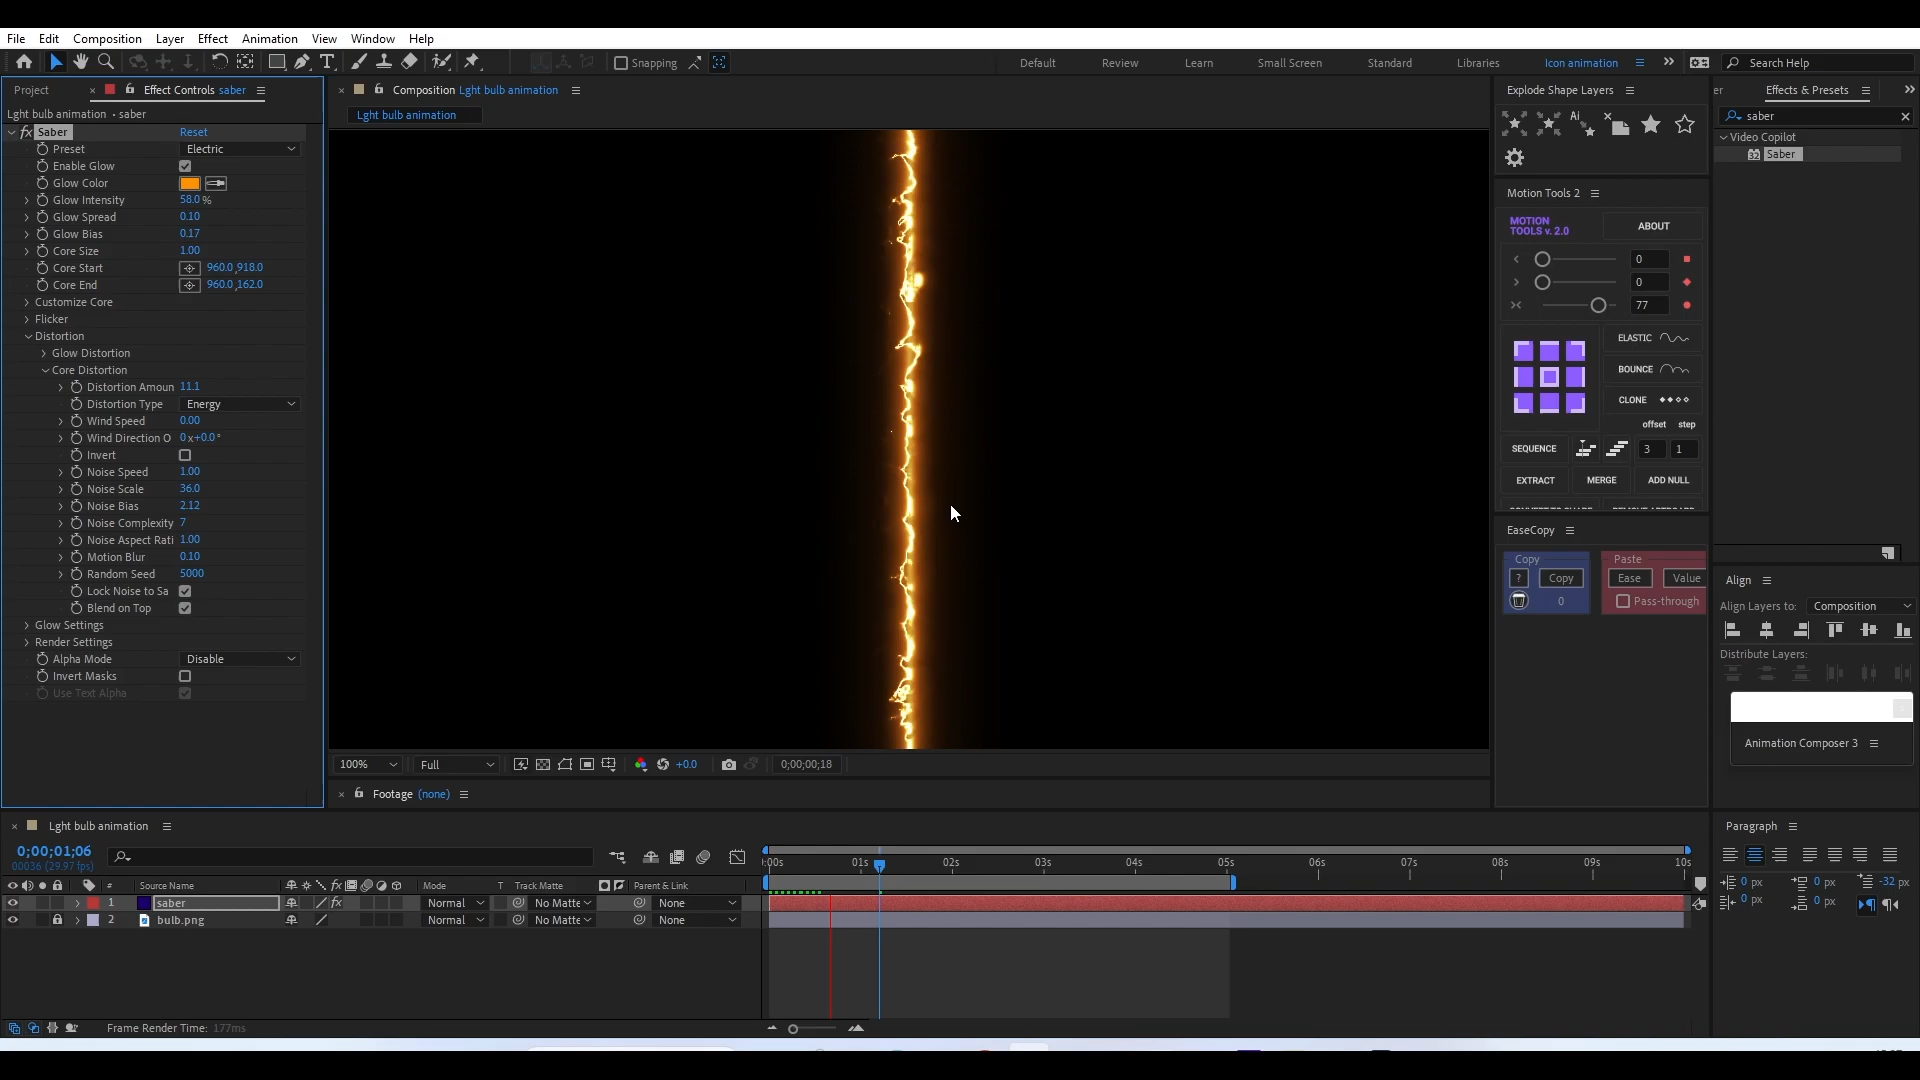 File Edit Composition Layer Effect Animation View Window Help
Snapping
Default Review Learn Small Screen Standard Libraries Icon animation Search Help
Project Effect Controls saber
Lght bulb animation • saber
fx Saber Reset
Preset Electric
Enable Glow
Glow Color
Glow Intensity 58.0 %
Glow Spread 0.10
Glow Bias 0.17
Core Size 1.00
Core Start 960.0,918.0
Core End 960.0,162.0
Customize Core
Flicker
Distortion
Glow Distortion
Core Distortion
Distortion Amoun 11.1
Distortion Type Energy
Wind Speed 0.00
Wind Direction O 0x+0.0°
Invert
Noise Speed 1.00
Noise Scale 36.0
Noise Bias 2.12
Noise Complexity 7
Noise Aspect Rati 1.00
Motion Blur 0.10
Random Seed 5000
Lock Noise to Sa
Blend on Top
Glow Settings
Render Settings
Alpha Mode Disable
Invert Masks
Use Text Alpha
Composition Lght bulb animation
Lght bulb animation
100% Full +0.0 0;00;00;18
Footage (none)
Explode Shape Layers
Ai
Motion Tools 2
MOTION
TOOLS v. 2.0
ABOUT
0
0
77
ELASTIC
BOUNCE
CLONE
offset step
SEQUENCE 3 1
EXTRACT MERGE ADD NULL
EaseCopy
Copy Paste
? Copy Ease Value
0 Pass-through
er Effects & Presets
saber
Video Copilot
32 Saber
Align
Align Layers to: Composition
Distribute Layers:
Animation Composer 3
Lght bulb animation
0;00;01;06
00036 (29.97 fps)
# Source Name fx Mode T Track Matte Parent & Link
1 saber fx Normal No Matte None
2 bulb.png Normal No Matte None
:00s 01s 02s 03s 04s 05s 06s 07s 08s 09s 10s
Frame Render Time: 177ms
Paragraph
0 px 0 px -32 px
0 px 0 px